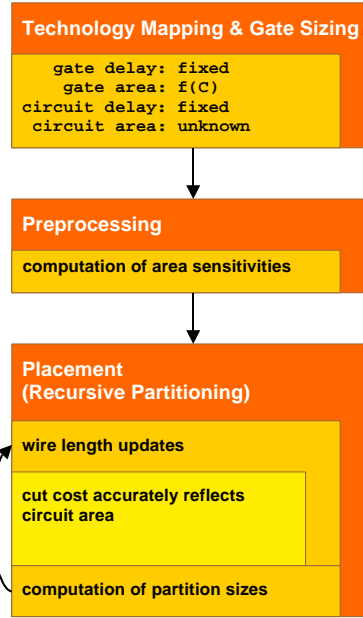 Technology Mapping & Gate Sizing
gate delay: fixed
gate area: f(C)
circuit delay: fixed
circuit area: unknown
Preprocessing
computation of area sensitivities
Placement
(Recursive Partitioning)
wire length updates
cut cost accurately reflects
circuit area
computation of partition sizes